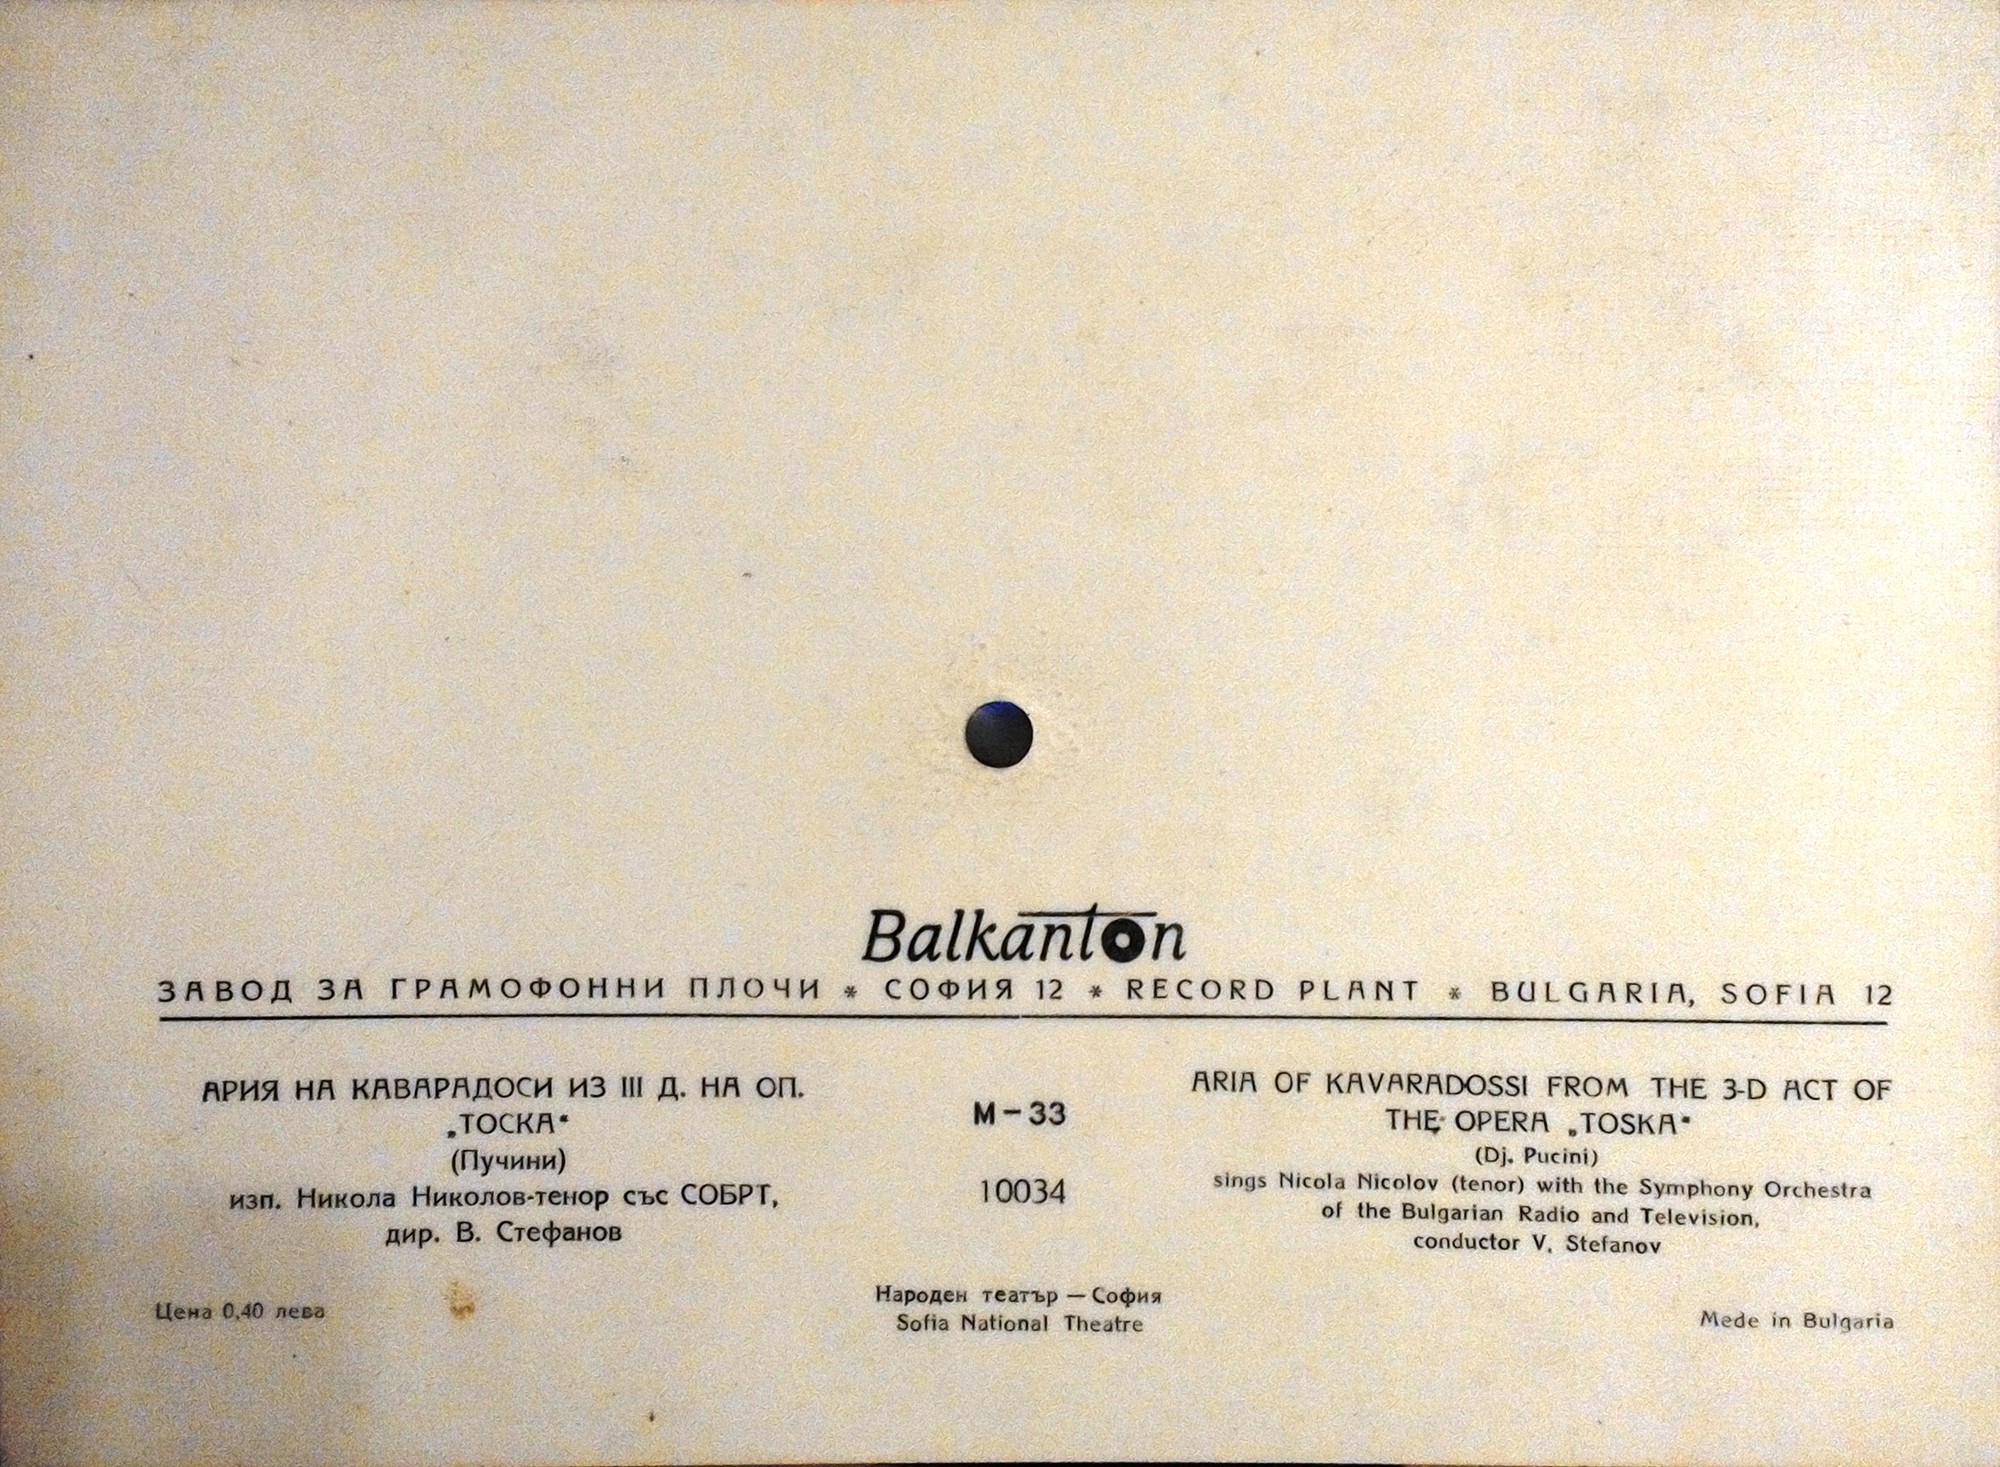 Balkanton
ЗАВОД ЗА ГРАМОФОННИ ПЛОЧИ * СОФИЯ 12 * RECORD PLANT * BULGARIA, SOFIA 12
АРИЯ НА КАВАРАДОСИ ИЗ III Д. НА ОП.
„ТОСКА“
(Пучини)
изп. Никола Николов-тенор със СОБРТ,
дир. В. Стефанов
Цена 0,40 лева
М-33
10034
Народен театър — София
Sofia National Theatre
ARIA OF KAVARADOSSI FROM THE 3-D ACT OF
THE OPERA „TOSKA“
(Dj. Pucini)
sings Nicola Nicolov (tenor) with the Symphony Orchestra
of the Bulgarian Radio and Television,
conductor V. Stefanov
Mede in Bulgaria